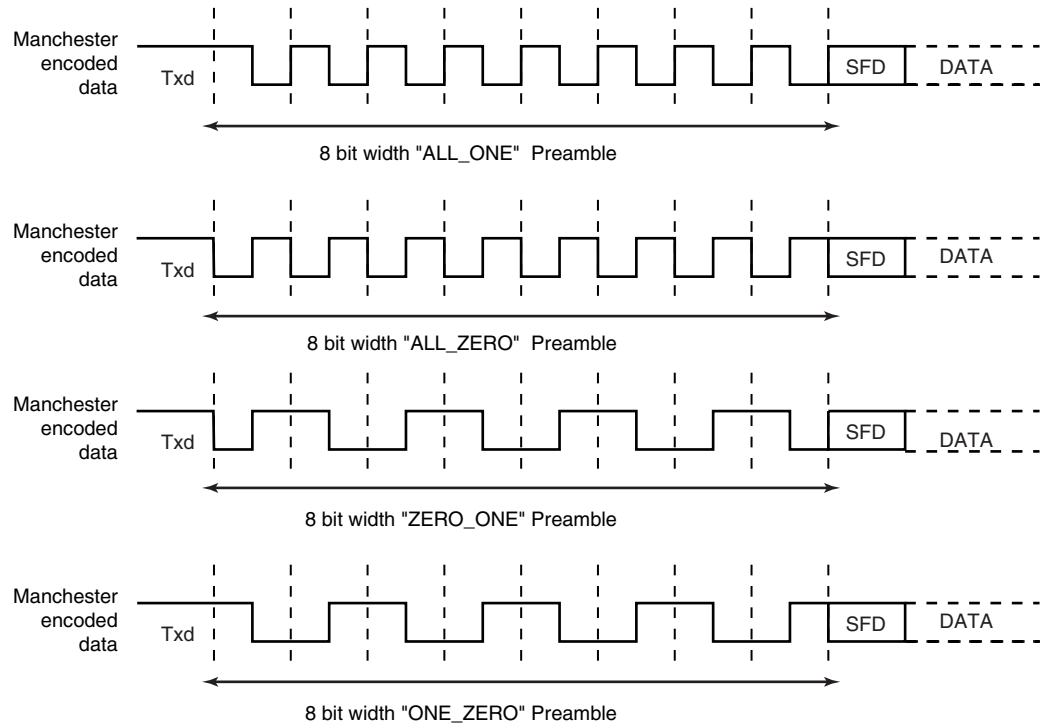 Manchester
encoded
data
Txd
SFD
DATA
8 bit width "ALL_ONE" Preamble
Manchester
encoded
data
Txd
SFD
DATA
8 bit width "ALL_ZERO" Preamble
Manchester
encoded
data
Txd
SFD
DATA
8 bit width "ZERO_ONE" Preamble
Manchester
encoded
data
Txd
SFD
DATA
8 bit width "ONE_ZERO" Preamble